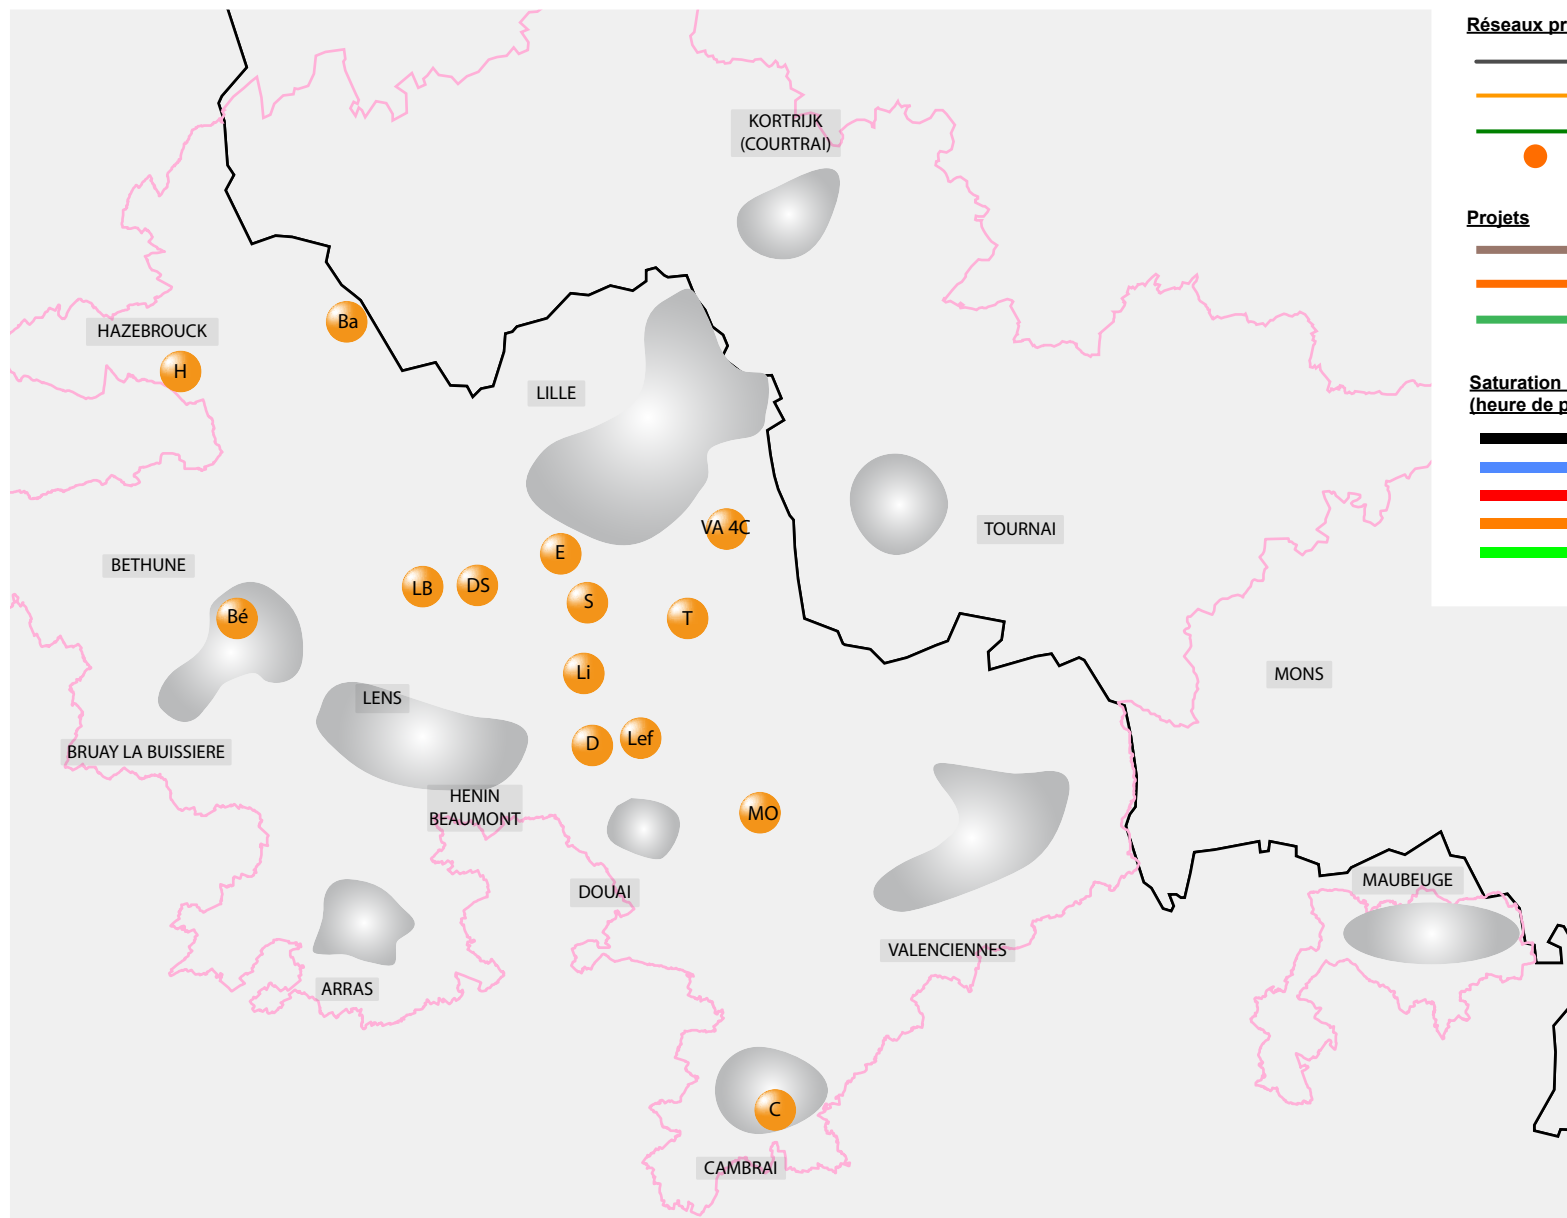 KORTRIJK
(COURTRAI)
HAZEBROUCK
Ba
H
LILLE
VA 4C
TOURNAI
E
BETHUNE
LB
DS
S
T
Bé
Li
MONS
LENS
BRUAY LA BUISSIERE
D
Lef
HENIN
BEAUMONT
MO
DOUAI
MAUBEUGE
VALENCIENNES
ARRAS
C
CAMBRAI
Réseaux pr
Projets
Saturation
(heure de p